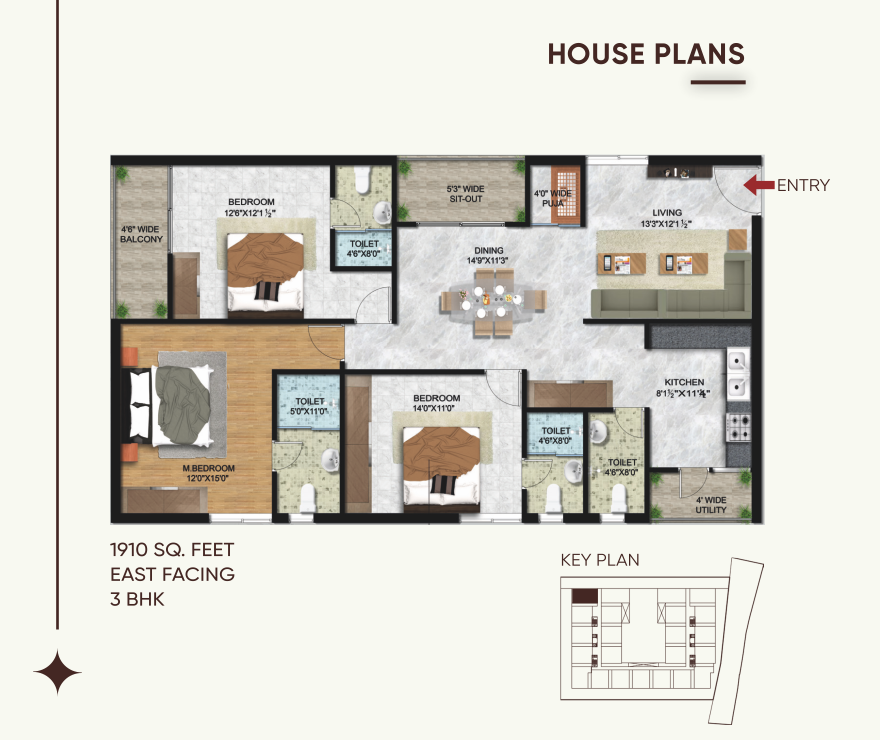 HOUSE PLANS
ENTRY
BEDROOM
12'6"X12'1 ½"
4'6" WIDE
BALCONY
TOILET
4'6"X8'0"
5'3" WIDE
SIT-OUT
4'0" WIDE
PUJA
LIVING
13'3"X12'1 ½"
DINING
14'9"X11'3"
KITCHEN
8'1½"X11'
TOILET
5'0"X11'0"
BEDROOM
14'0"X11'0"
TOILET
4'6"X8'0"
TOILET
4'6"X8'0"
M.BEDROOM
12'0"X15'0"
4' WIDE
UTILITY
1910 SQ. FEET
EAST FACING
3 BHK
KEY PLAN